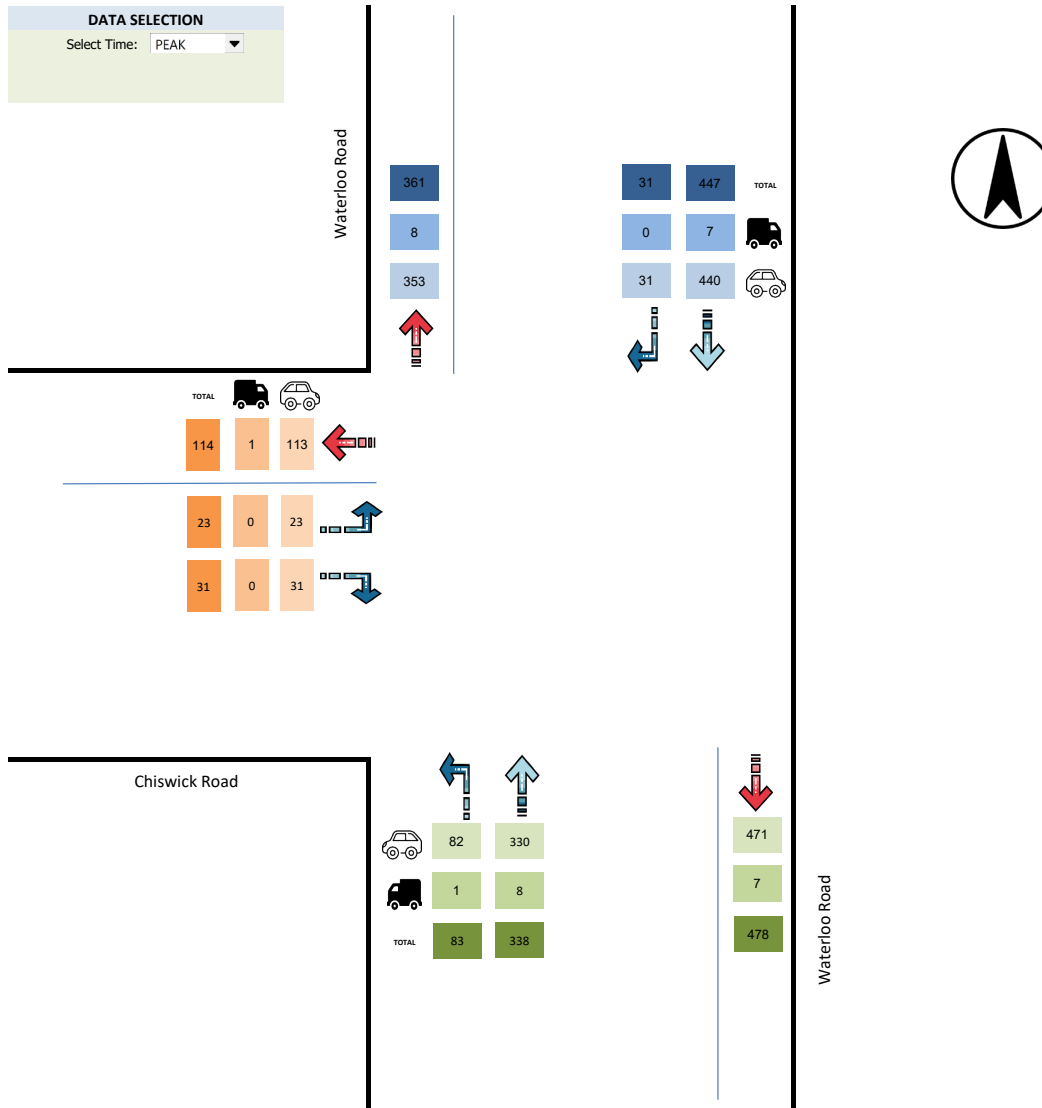 DATA SELECTION
Select Time: PEAK
Waterloo Road
361
31 447 TOTAL
8
0 7
353
31 440
TOTAL
114 1 113
23 0 23
31 0 31
Chiswick Road
82 330
471
1 8
7
TOTAL 83 338
478
Waterloo Road